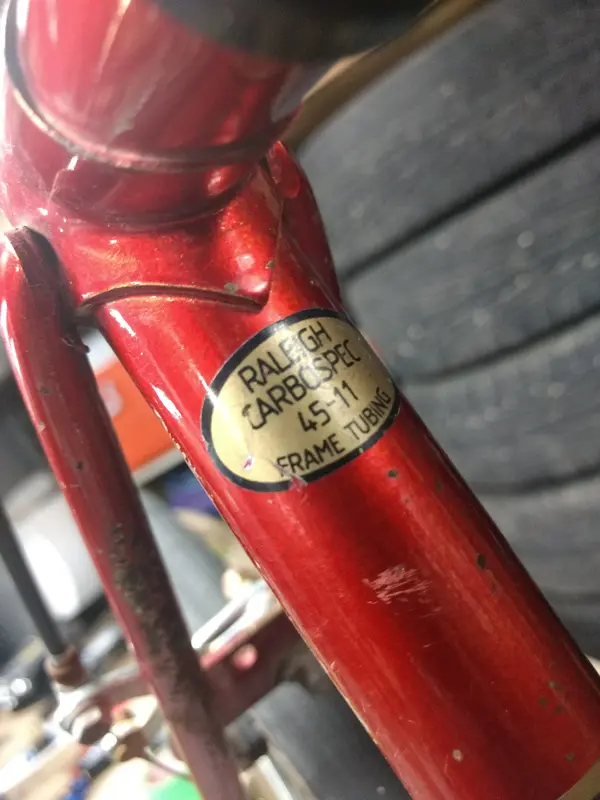 RALEIGH
CARBOSPEC
45-11
FRAME TUBING